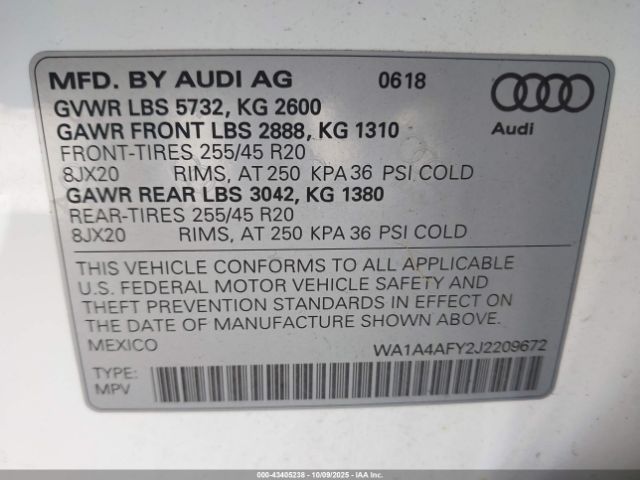 MFD. BY AUDI AG 0618
Audi
GVWR LBS 5732, KG 2600
GAWR FRONT LBS 2888, KG 1310
FRONT-TIRES 255/45 R20
8JX20 RIMS, AT 250 KPA 36 PSI COLD
GAWR REAR LBS 3042, KG 1380
REAR-TIRES 255/45 R20
8JX20 RIMS, AT 250 KPA 36 PSI COLD
THIS VEHICLE CONFORMS TO ALL APPLICABLE
U.S. FEDERAL MOTOR VEHICLE SAFETY AND
THEFT PREVENTION STANDARDS IN EFFECT ON
THE DATE OF MANUFACTURE SHOWN ABOVE.
MEXICO WA1A4AFY2J2209672
TYPE:
MPV
000-43405238 - 10/09/2025 - IAAI.COM